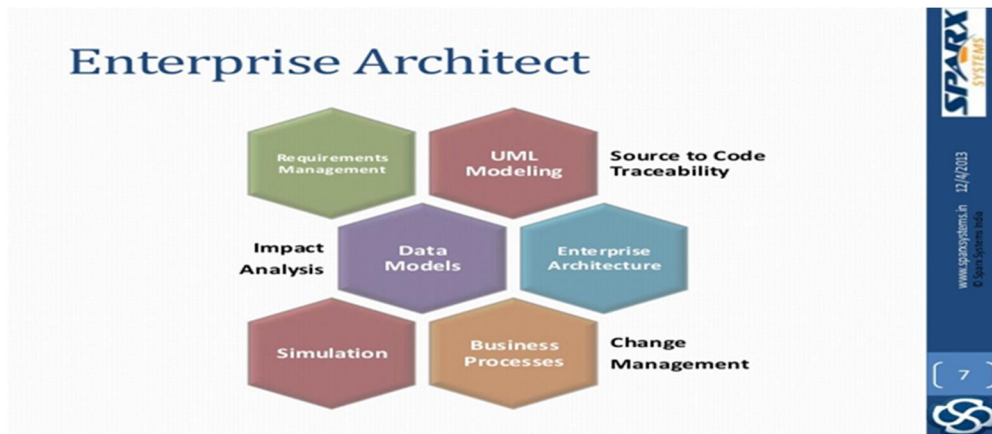 Enterprise Architect
Requirements
Management
UML
Modeling
Source to Code
Traceability
Impact
Analysis
Data
Models
Enterprise
Architecture
Simulation
Business
Processes
Change
Management
SPARX
SYSTEMS
www.sparxsystems.in 12/4/2013
© Sparx Systems India
7